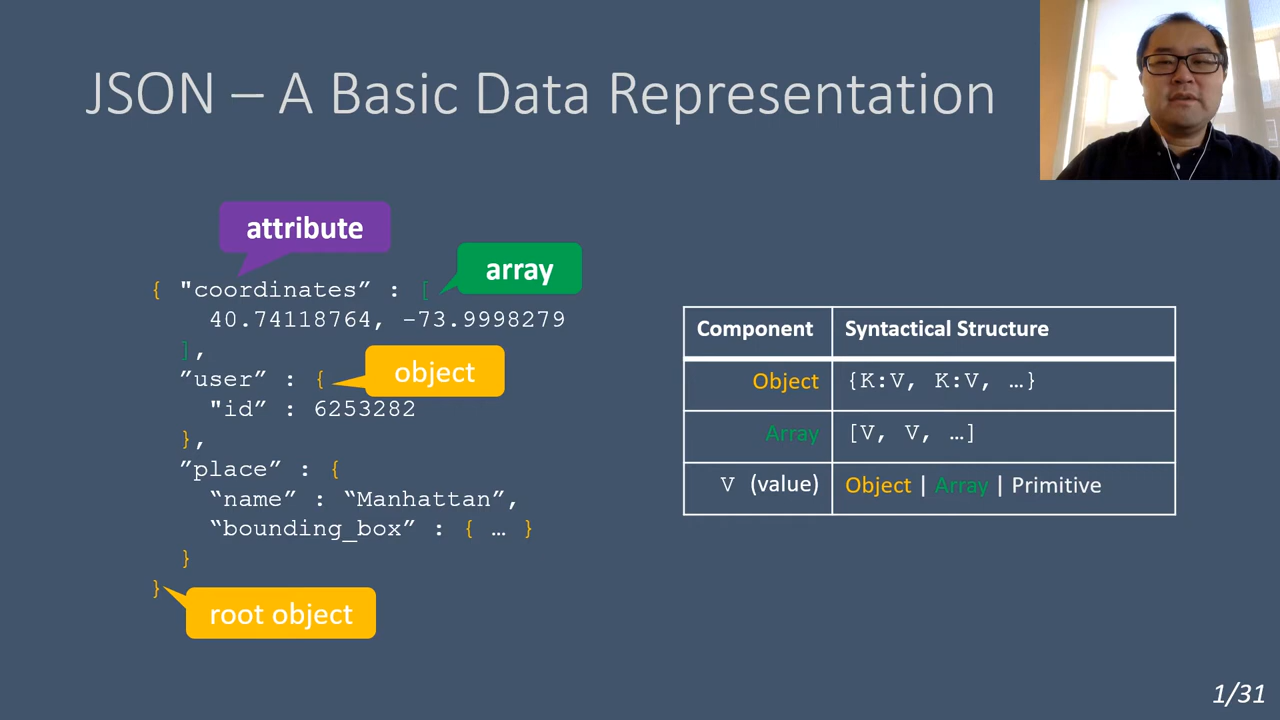 JSON – A Basic Data Representation
attribute
array
{ "coordinates” : [
40.74118764, -73.9998279
],
”user” : {
object
"id” : 6253282
},
”place” : {
“name” : “Manhattan”,
“bounding_box” : { … }
}
}
root object
Component Syntactical Structure
Object {K:V, K:V, …}
Array [V, V, …]
V (value) Object | Array | Primitive
1/31